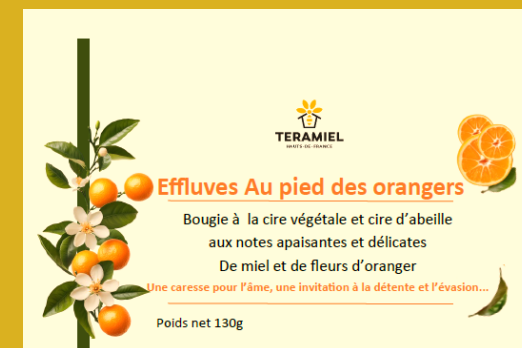 TERAMIEL
HAUTS-DE-FRANCE
Effluves Au pied des orangers
Bougie à la cire végétale et cire d'abeille
aux notes apaisantes et délicates
De miel et de fleurs d'oranger
Une caresse pour l'âme, une invitation à la détente et l'évasion...
Poids net 130g